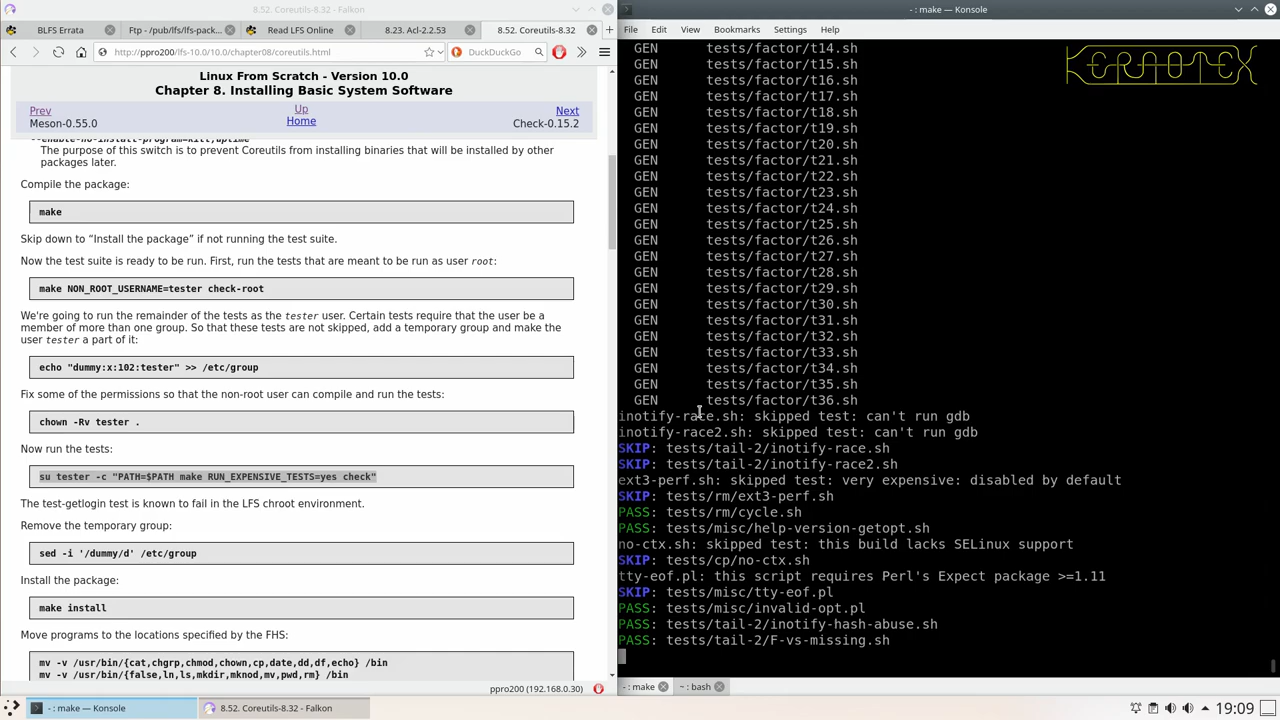 8.52. Coreutils-8.32 - Falkon
BLFS Errata
Ftp - /pub/lfs/lfs-pack...
Read LFS Online
8.23. Acl-2.2.53
8.52. Coreutils-8.32
http://ppro200/lfs-10.0/10.0/chapter08/coreutils.html
DuckDuckGo
Linux From Scratch - Version 10.0
Chapter 8. Installing Basic System Software
Prev
Up
Next
Meson-0.55.0
Home
Check-0.15.2
--enable-no-install-program=kill,uptime
The purpose of this switch is to prevent Coreutils from installing binaries that will be installed by other
packages later.
Compile the package:
make
Skip down to “Install the package” if not running the test suite.
Now the test suite is ready to be run. First, run the tests that are meant to be run as user root:
make NON_ROOT_USERNAME=tester check-root
We're going to run the remainder of the tests as the tester user. Certain tests require that the user be a
member of more than one group. So that these tests are not skipped, add a temporary group and make the
user tester a part of it:
echo "dummy:x:102:tester" >> /etc/group
Fix some of the permissions so that the non-root user can compile and run the tests:
chown -Rv tester .
Now run the tests:
su tester -c "PATH=$PATH make RUN_EXPENSIVE_TESTS=yes check"
The test-getlogin test is known to fail in the LFS chroot environment.
Remove the temporary group:
sed -i '/dummy/d' /etc/group
Install the package:
make install
Move programs to the locations specified by the FHS:
mv -v /usr/bin/{cat,chgrp,chmod,chown,cp,date,dd,df,echo} /bin
mv -v /usr/bin/{false,ln,ls,mkdir,mknod,mv,pwd,rm} /bin
ppro200 (192.168.0.30)
- : make — Konsole
File Edit View Bookmarks Settings Help
KERNOTEX
GEN tests/factor/t14.sh
GEN tests/factor/t15.sh
GEN tests/factor/t16.sh
GEN tests/factor/t17.sh
GEN tests/factor/t18.sh
GEN tests/factor/t19.sh
GEN tests/factor/t20.sh
GEN tests/factor/t21.sh
GEN tests/factor/t22.sh
GEN tests/factor/t23.sh
GEN tests/factor/t24.sh
GEN tests/factor/t25.sh
GEN tests/factor/t26.sh
GEN tests/factor/t27.sh
GEN tests/factor/t28.sh
GEN tests/factor/t29.sh
GEN tests/factor/t30.sh
GEN tests/factor/t31.sh
GEN tests/factor/t32.sh
GEN tests/factor/t33.sh
GEN tests/factor/t34.sh
GEN tests/factor/t35.sh
GEN tests/factor/t36.sh
inotify-race.sh: skipped test: can't run gdb
inotify-race2.sh: skipped test: can't run gdb
SKIP: tests/tail-2/inotify-race.sh
SKIP: tests/tail-2/inotify-race2.sh
ext3-perf.sh: skipped test: very expensive: disabled by default
SKIP: tests/rm/ext3-perf.sh
PASS: tests/rm/cycle.sh
PASS: tests/misc/help-version-getopt.sh
no-ctx.sh: skipped test: this build lacks SELinux support
SKIP: tests/cp/no-ctx.sh
tty-eof.pl: this script requires Perl's Expect package >=1.11
SKIP: tests/misc/tty-eof.pl
PASS: tests/misc/invalid-opt.pl
PASS: tests/tail-2/inotify-hash-abuse.sh
PASS: tests/tail-2/F-vs-missing.sh
- : make
~ : bash
- : make — Konsole
8.52. Coreutils-8.32 - Falkon
19:09